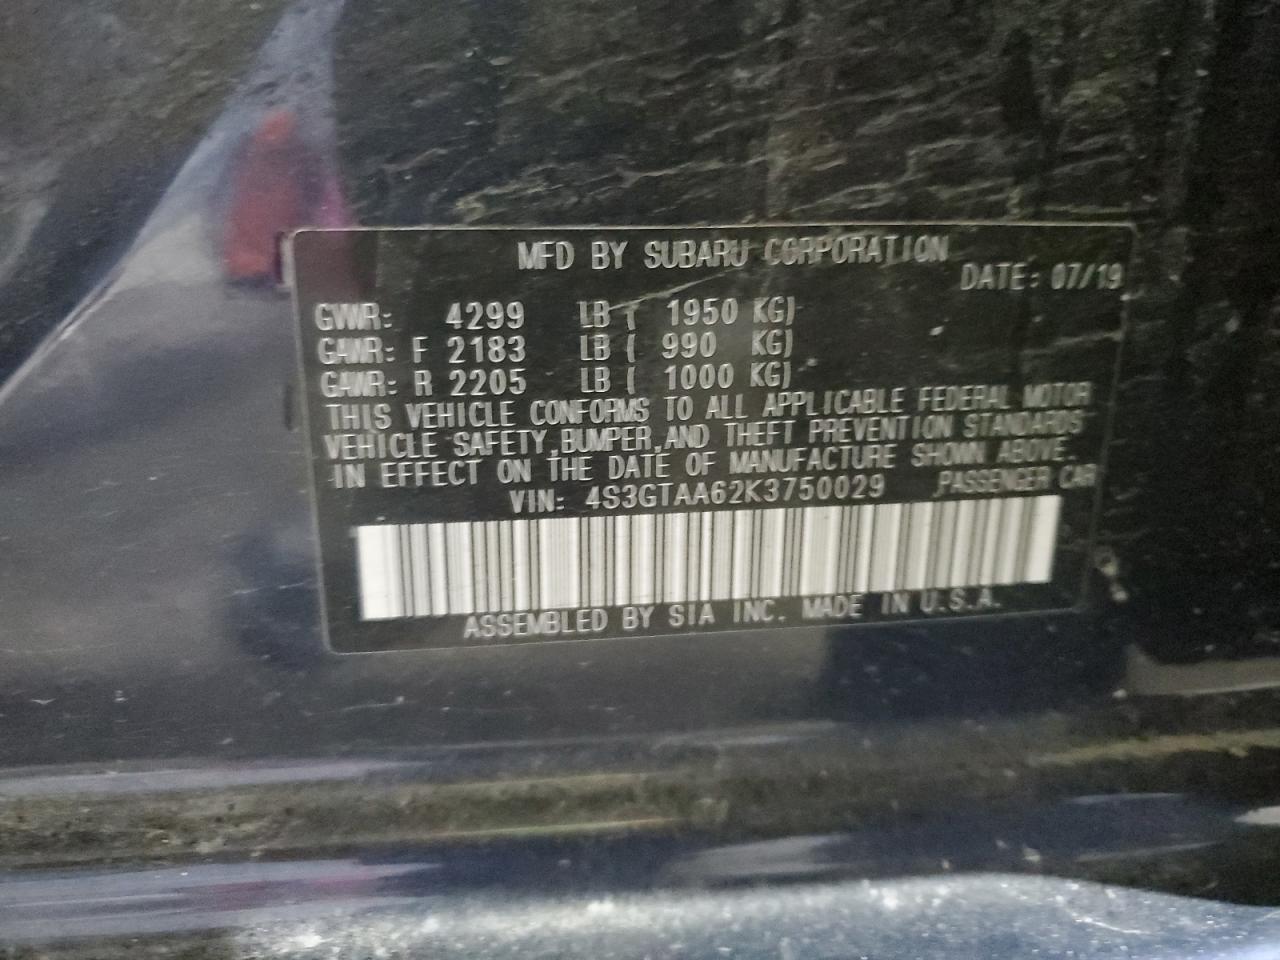 MFD BY SUBARU CORPORATION
DATE: 07/19
GVWR: 4299 LB ( 1950 KG)
GAWR: F 2183 LB ( 990 KG)
GAWR: R 2205 LB ( 1000 KG)
THIS VEHICLE CONFORMS TO ALL APPLICABLE FEDERAL MOTOR
VEHICLE SAFETY, BUMPER, AND THEFT PREVENTION STANDARDS
IN EFFECT ON THE DATE OF MANUFACTURE SHOWN ABOVE.
VIN: 4S3GTAA62K3750029 PASSENGER CAR
ASSEMBLED BY SIA INC. MADE IN U.S.A.